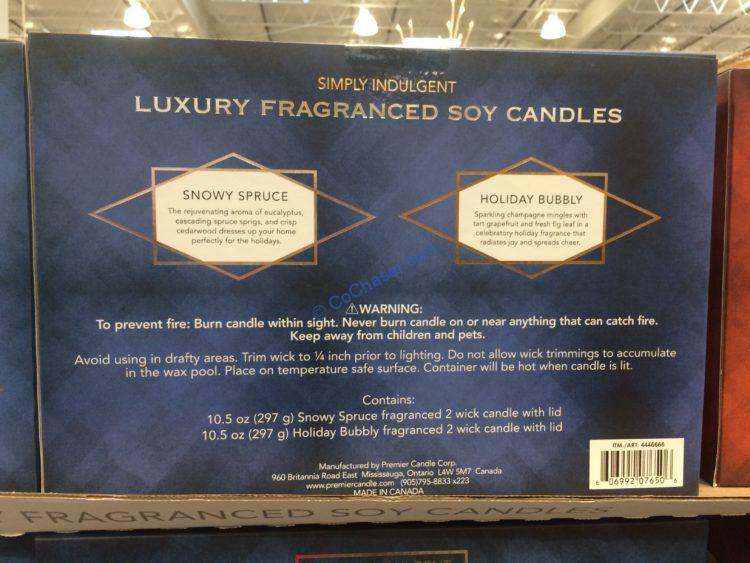 SIMPLY INDULGENT
LUXURY FRAGRANCED SOY CANDLES
SNOWY SPRUCE
The rejuvenating aroma of eucalyptus,
cascading spruce sprigs, and crisp
cedarwood dresses up your home
perfectly for the holidays.
HOLIDAY BUBBLY
Sparkling champagne mingles with
tart grapefruit and fresh fig leaf in a
celebratory holiday fragrance that
radiates joy and spreads cheer.
© CoChaser.com
⚠WARNING:
To prevent fire: Burn candle within sight. Never burn candle on or near anything that can catch fire.
Keep away from children and pets.
Avoid using in drafty areas. Trim wick to ¼ inch prior to lighting. Do not allow wick trimmings to accumulate
in the wax pool. Place on temperature safe surface. Container will be hot when candle is lit.
Contains:
10.5 oz (297 g) Snowy Spruce fragranced 2 wick candle with lid
10.5 oz (297 g) Holiday Bubbly fragranced 2 wick candle with lid
Manufactured by Premier Candle Corp.
960 Britannia Road East Mississauga, Ontario L4W 5M7 Canada
www.premiercandle.com (905)795-8833 x223
MADE IN CANADA
ITM./ART. 4446666
6 06992 07650 6
FRAGRANCED SOY CANDLES